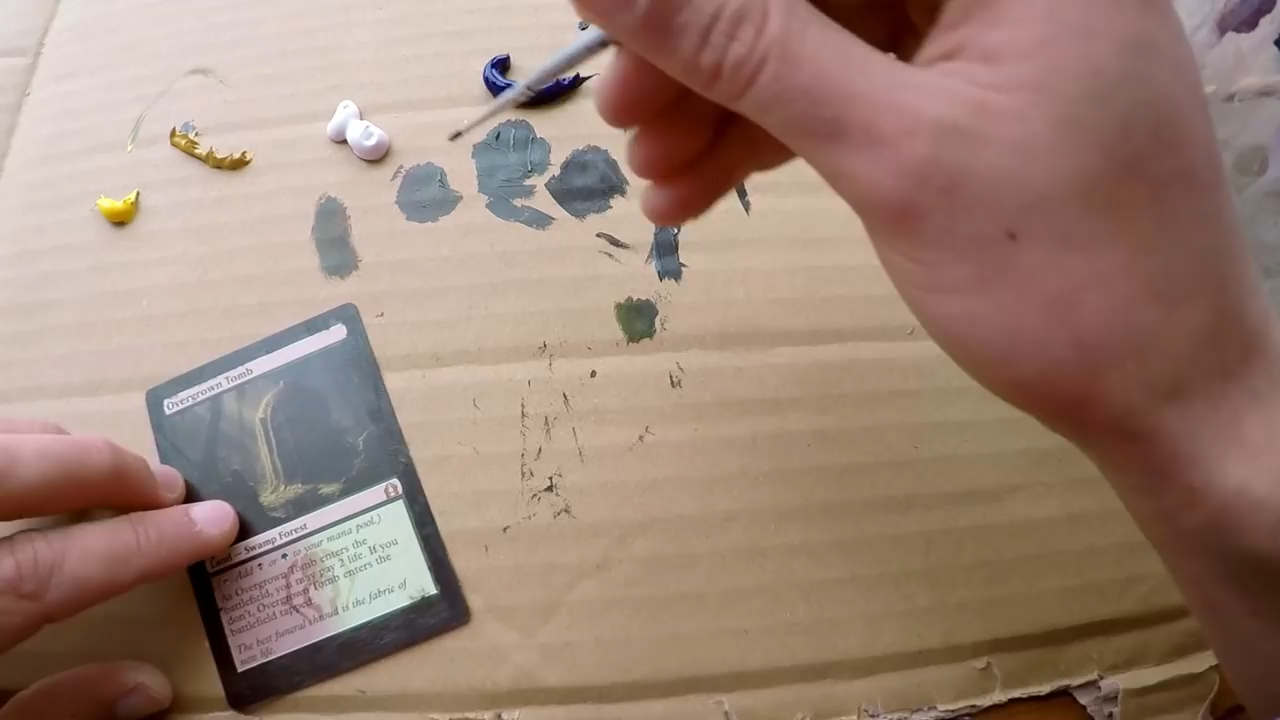 Overgrown Tomb
Land — Swamp Forest
Add or to your mana pool.)
As Overgrown Tomb enters the
battlefield, you may pay 2 life. If you
don't, Overgrown Tomb enters the
battlefield tapped.
The best funeral shroud is the fabric of
new life.